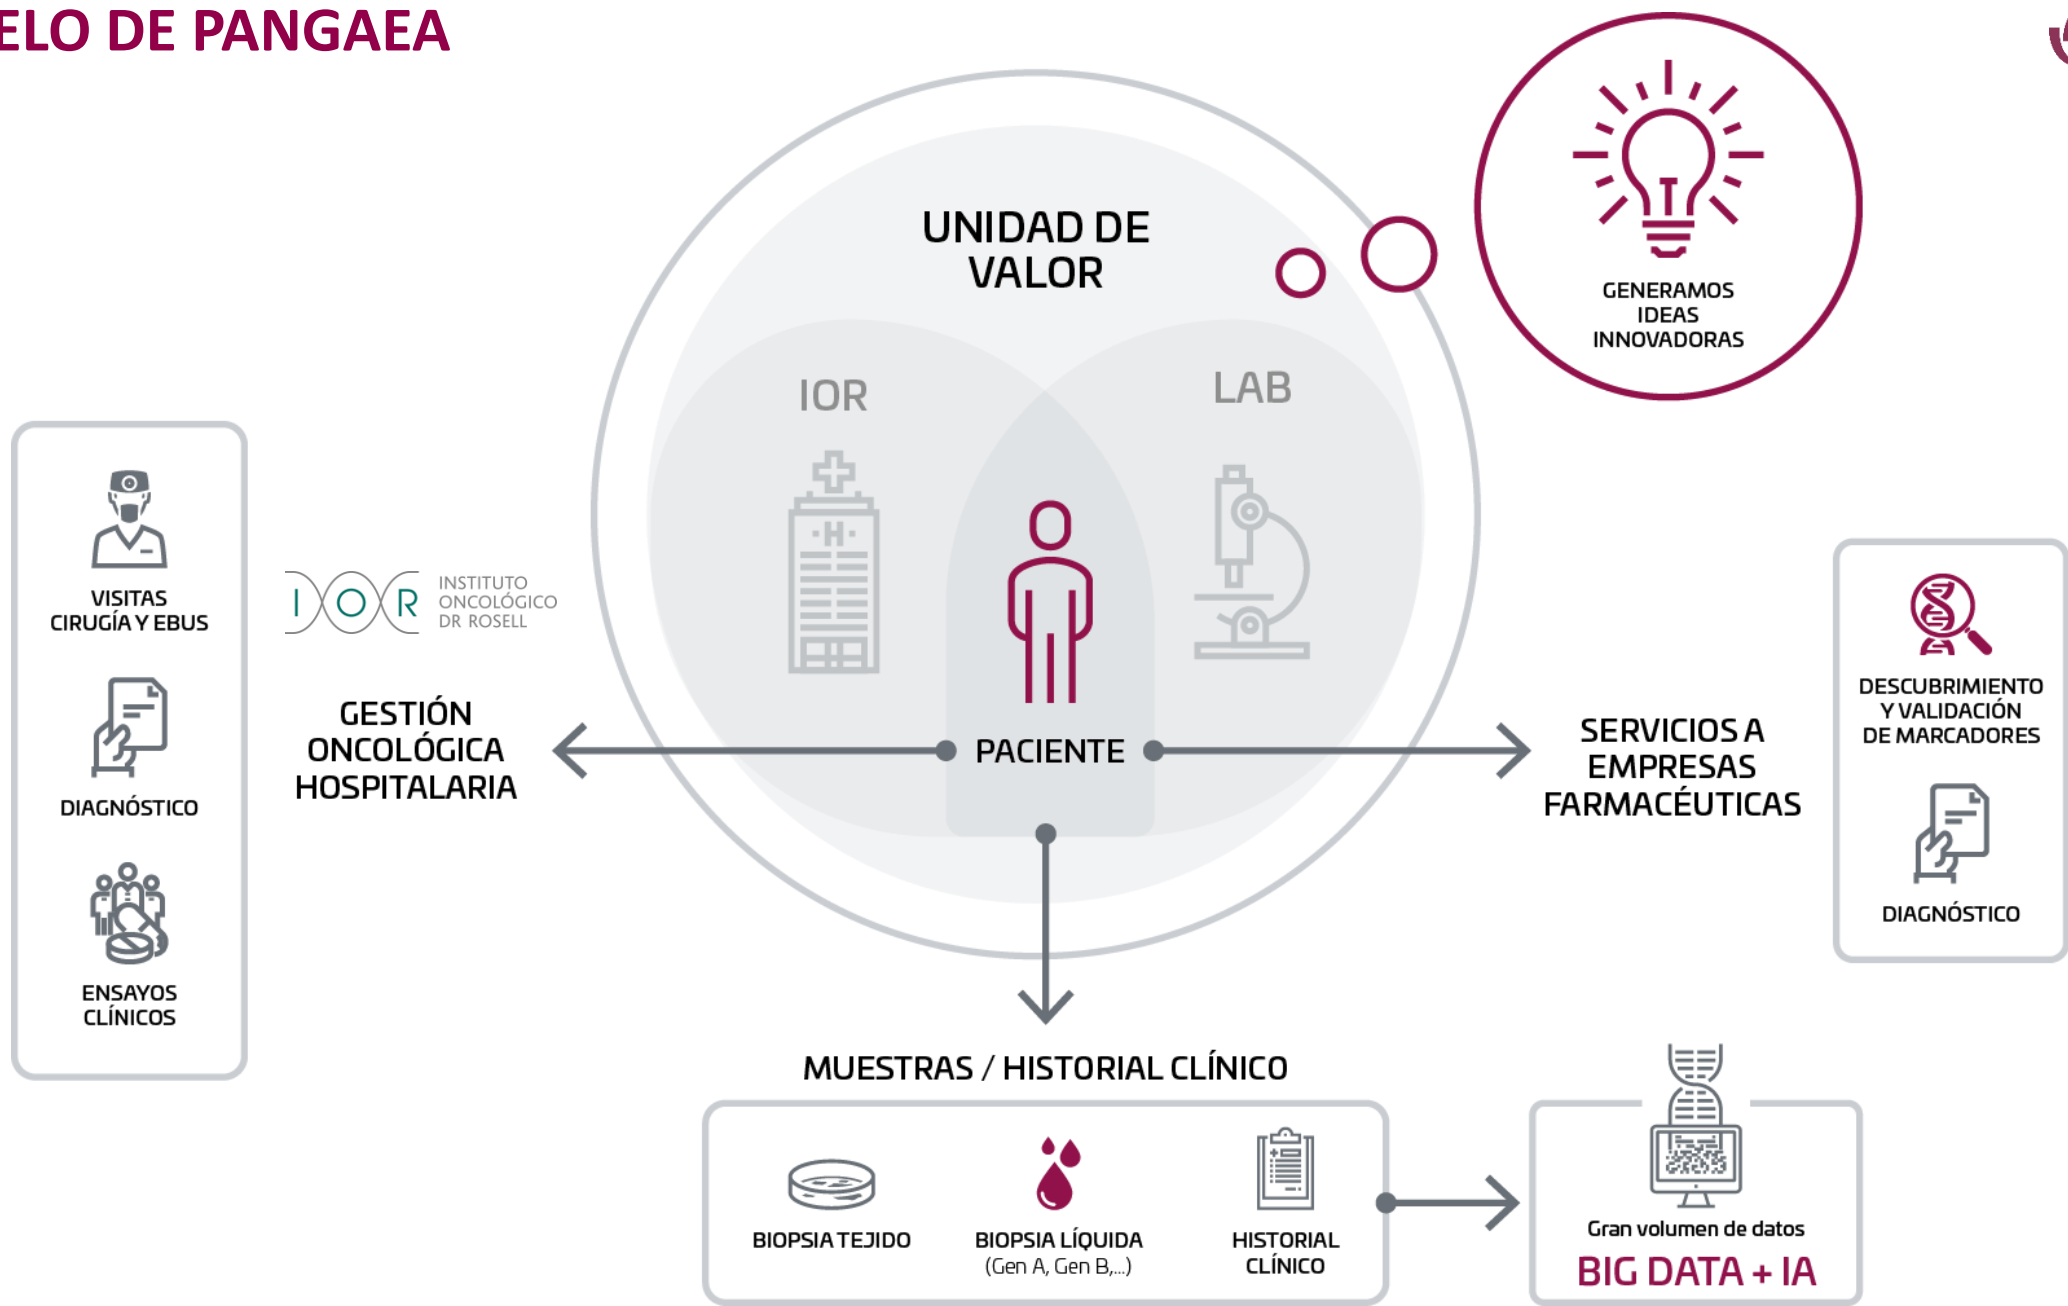 ELO DE PANGAEA
UNIDAD DE
VALOR
GENERAMOS
IDEAS
INNOVADORAS
IOR
LAB
H
VISITAS
CIRUGÍA Y EBUS
DIAGNÓSTICO
ENSAYOS
CLÍNICOS
IOR
INSTITUTO
ONCOLÓGICO
DR ROSELL
GESTIÓN
ONCOLÓGICA
HOSPITALARIA
PACIENTE
SERVICIOS A
EMPRESAS
FARMACÉUTICAS
DESCUBRIMIENTO
Y VALIDACIÓN
DE MARCADORES
DIAGNÓSTICO
MUESTRAS / HISTORIAL CLÍNICO
BIOPSIA TEJIDO
BIOPSIA LÍQUIDA
(Gen A, Gen B,...)
HISTORIAL
CLÍNICO
Gran volumen de datos
BIG DATA + IA